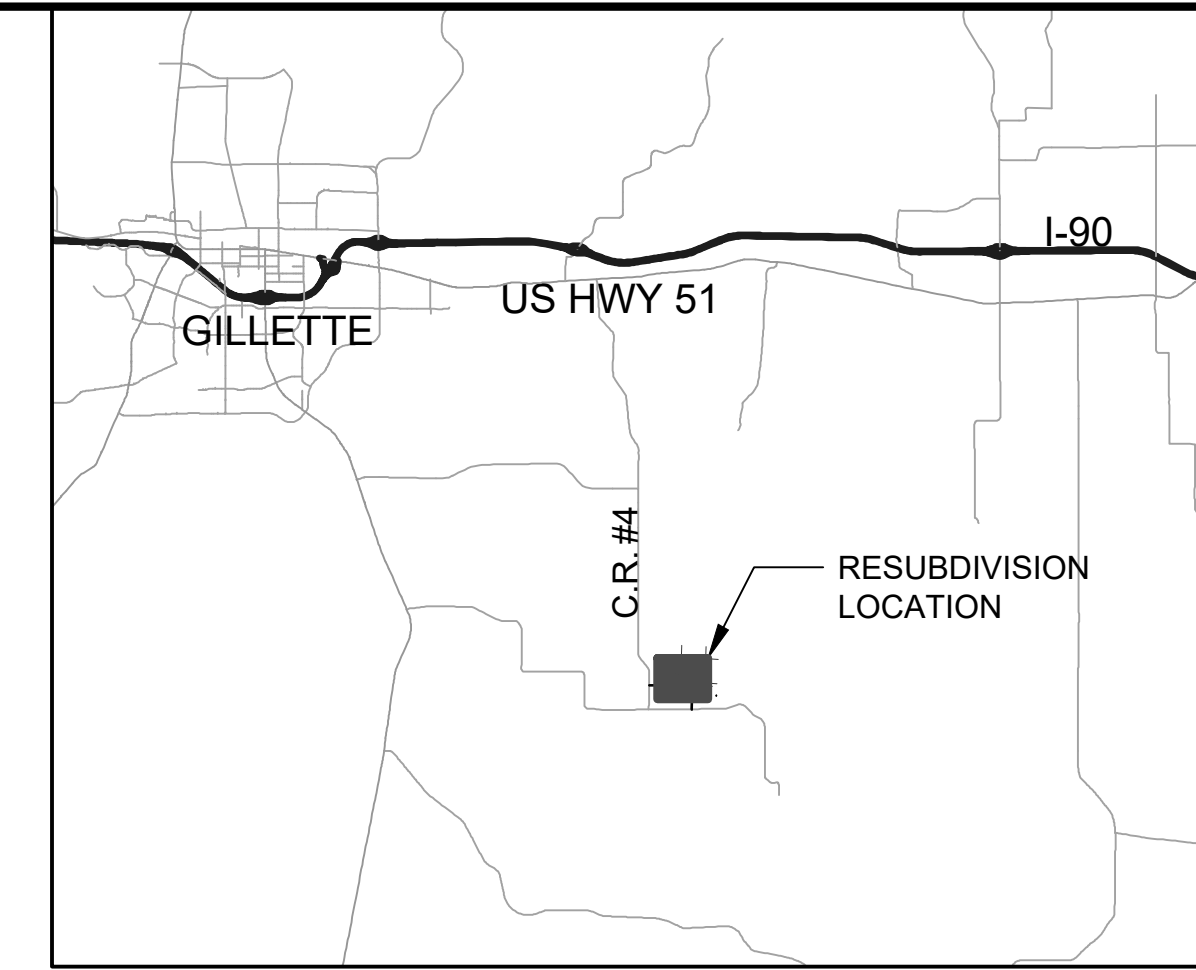 I-90
US HWY 51
GILLETTE
C.R. #4
RESUBDIVISION
LOCATION